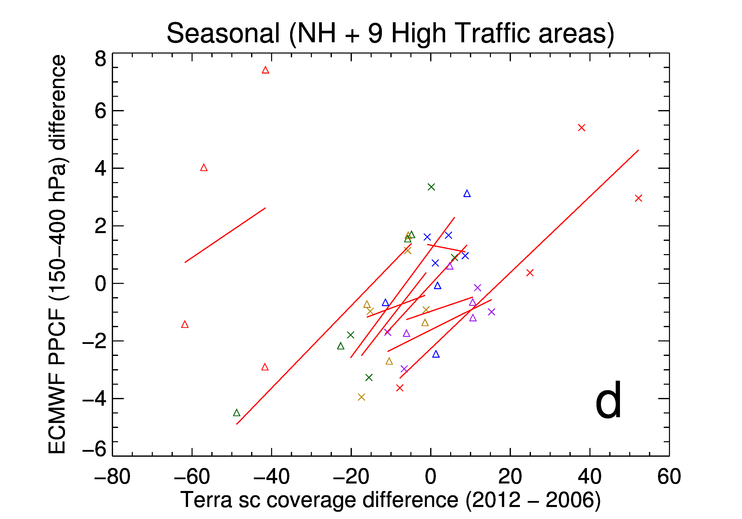 Seasonal (NH + 9 High Traffic areas)
ECMWF PPCF (150−400 hPa) difference
8
6
4
2
0
−2
−4
−6
d
−80 −60 −40 −20 0 20 40 60
Terra sc coverage difference (2012 − 2006)